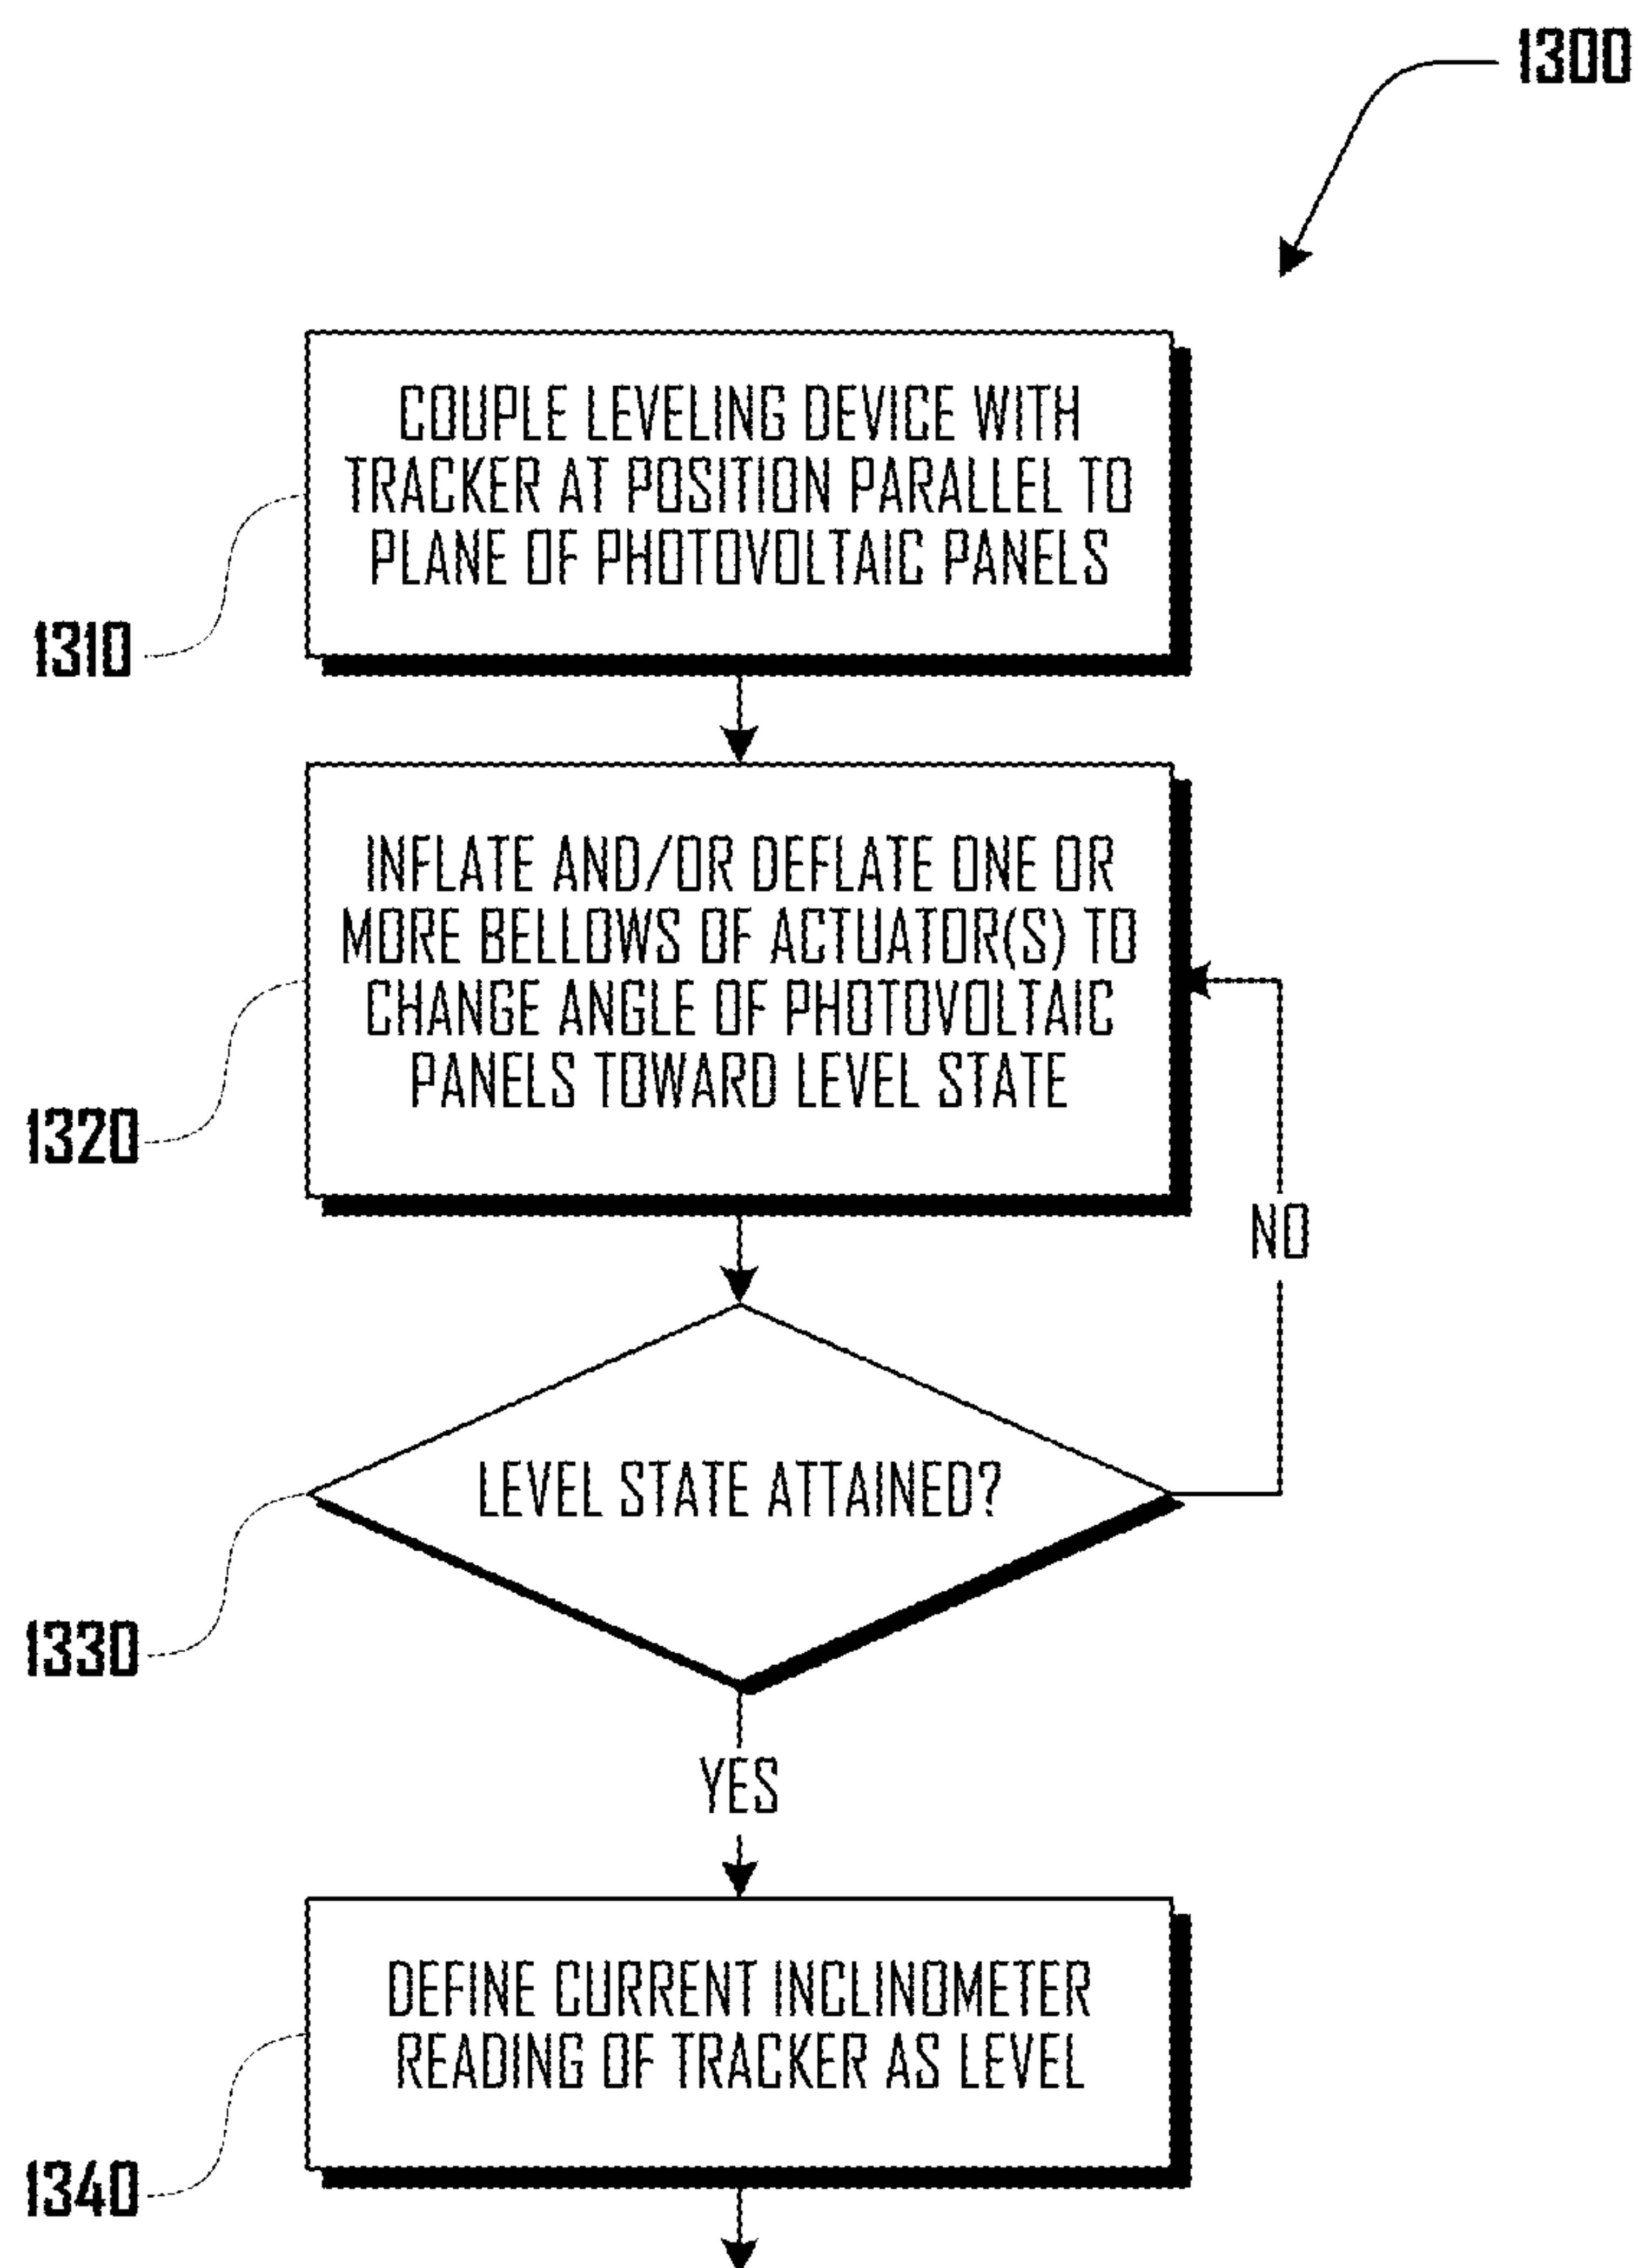 1300
COUPLE LEVELING DEVICE WITH
TRACKER AT POSITION PARALLEL TO
PLANE OF PHOTOVOLTAIC PANELS
1310
INFLATE AND/OR DEFLATE ONE OR
MORE BELLOWS OF ACTUATOR(S) TO
CHANGE ANGLE OF PHOTOVOLTAIC
PANELS TOWARD LEVEL STATE
1320
NO
LEVEL STATE ATTAINED?
1330
YES
DEFINE CURRENT INCLINOMETER
READING OF TRACKER AS LEVEL
1340